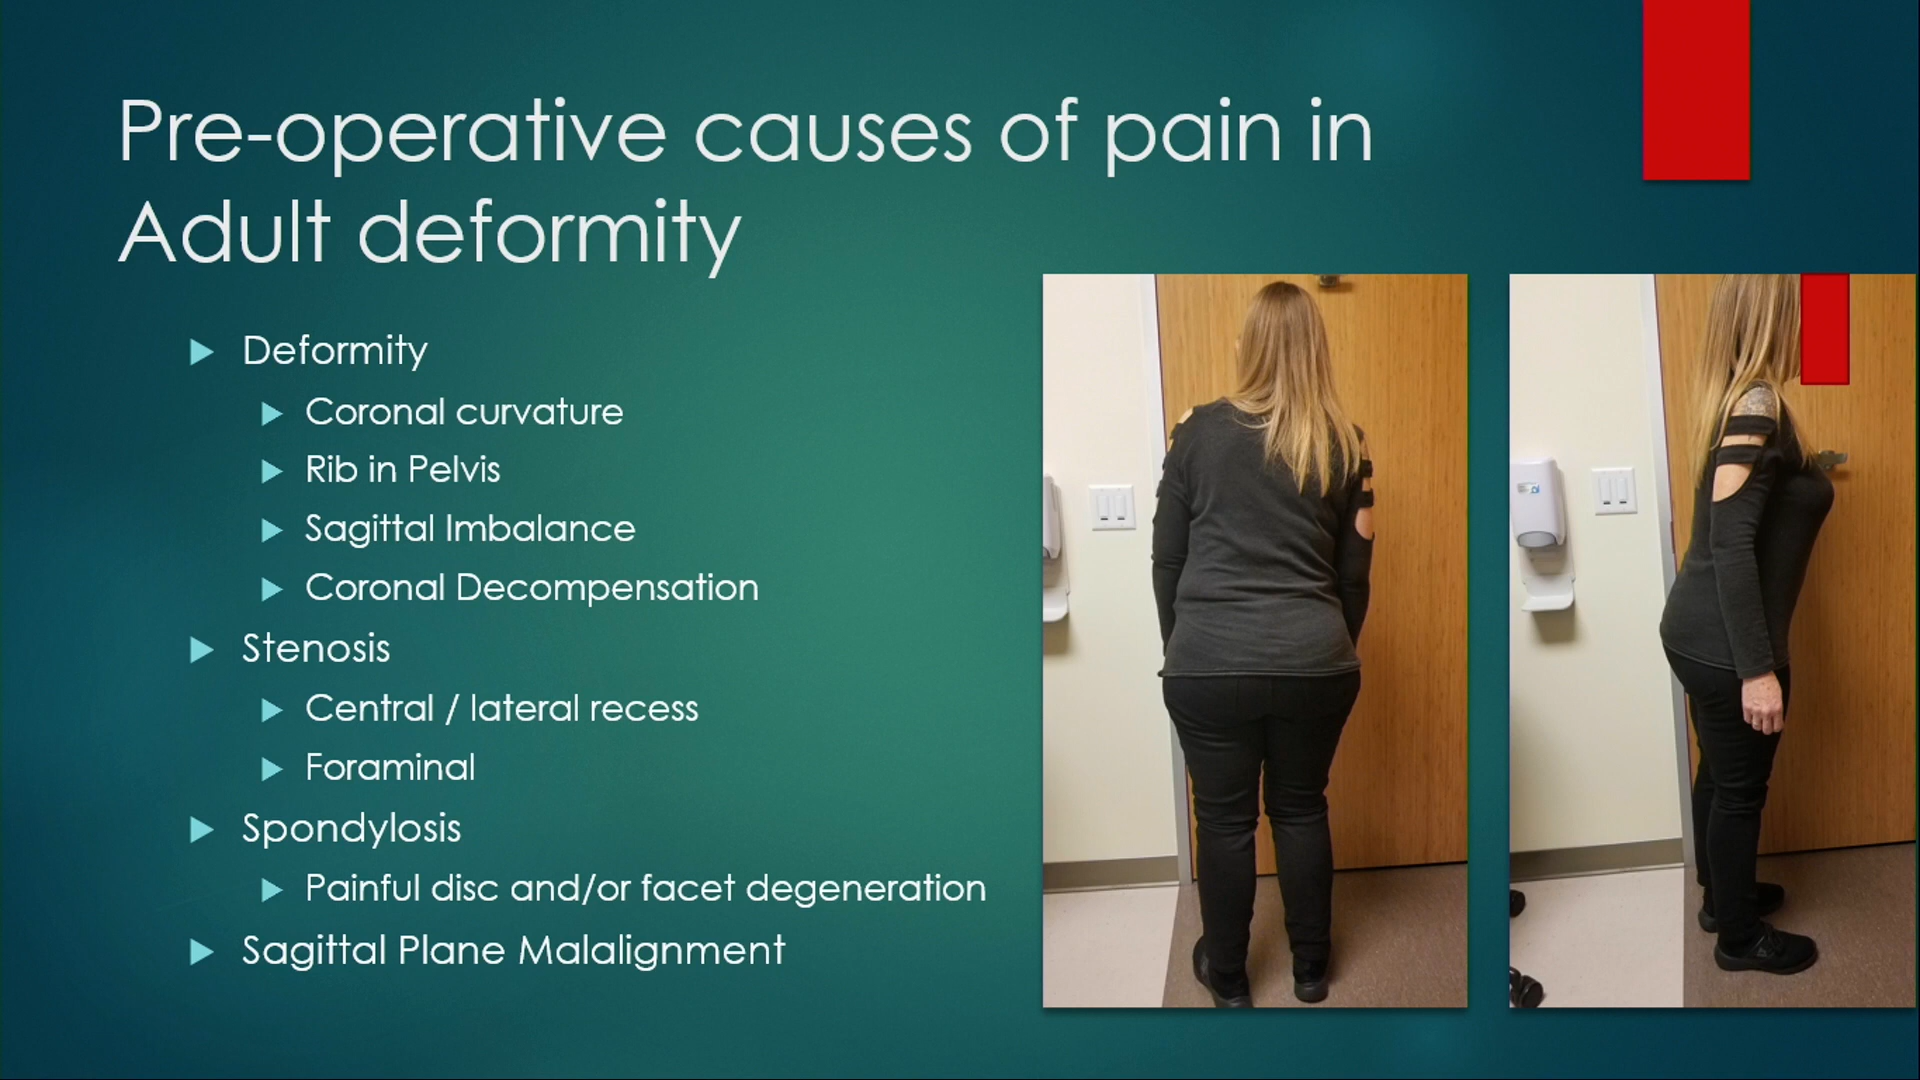 Pre-operative causes of pain in
Adult deformity
Deformity
Coronal curvature
Rib in Pelvis
Sagittal Imbalance
Coronal Decompensation
Stenosis
Central / lateral recess
Foraminal
Spondylosis
Painful disc and/or facet degeneration
Sagittal Plane Malalignment